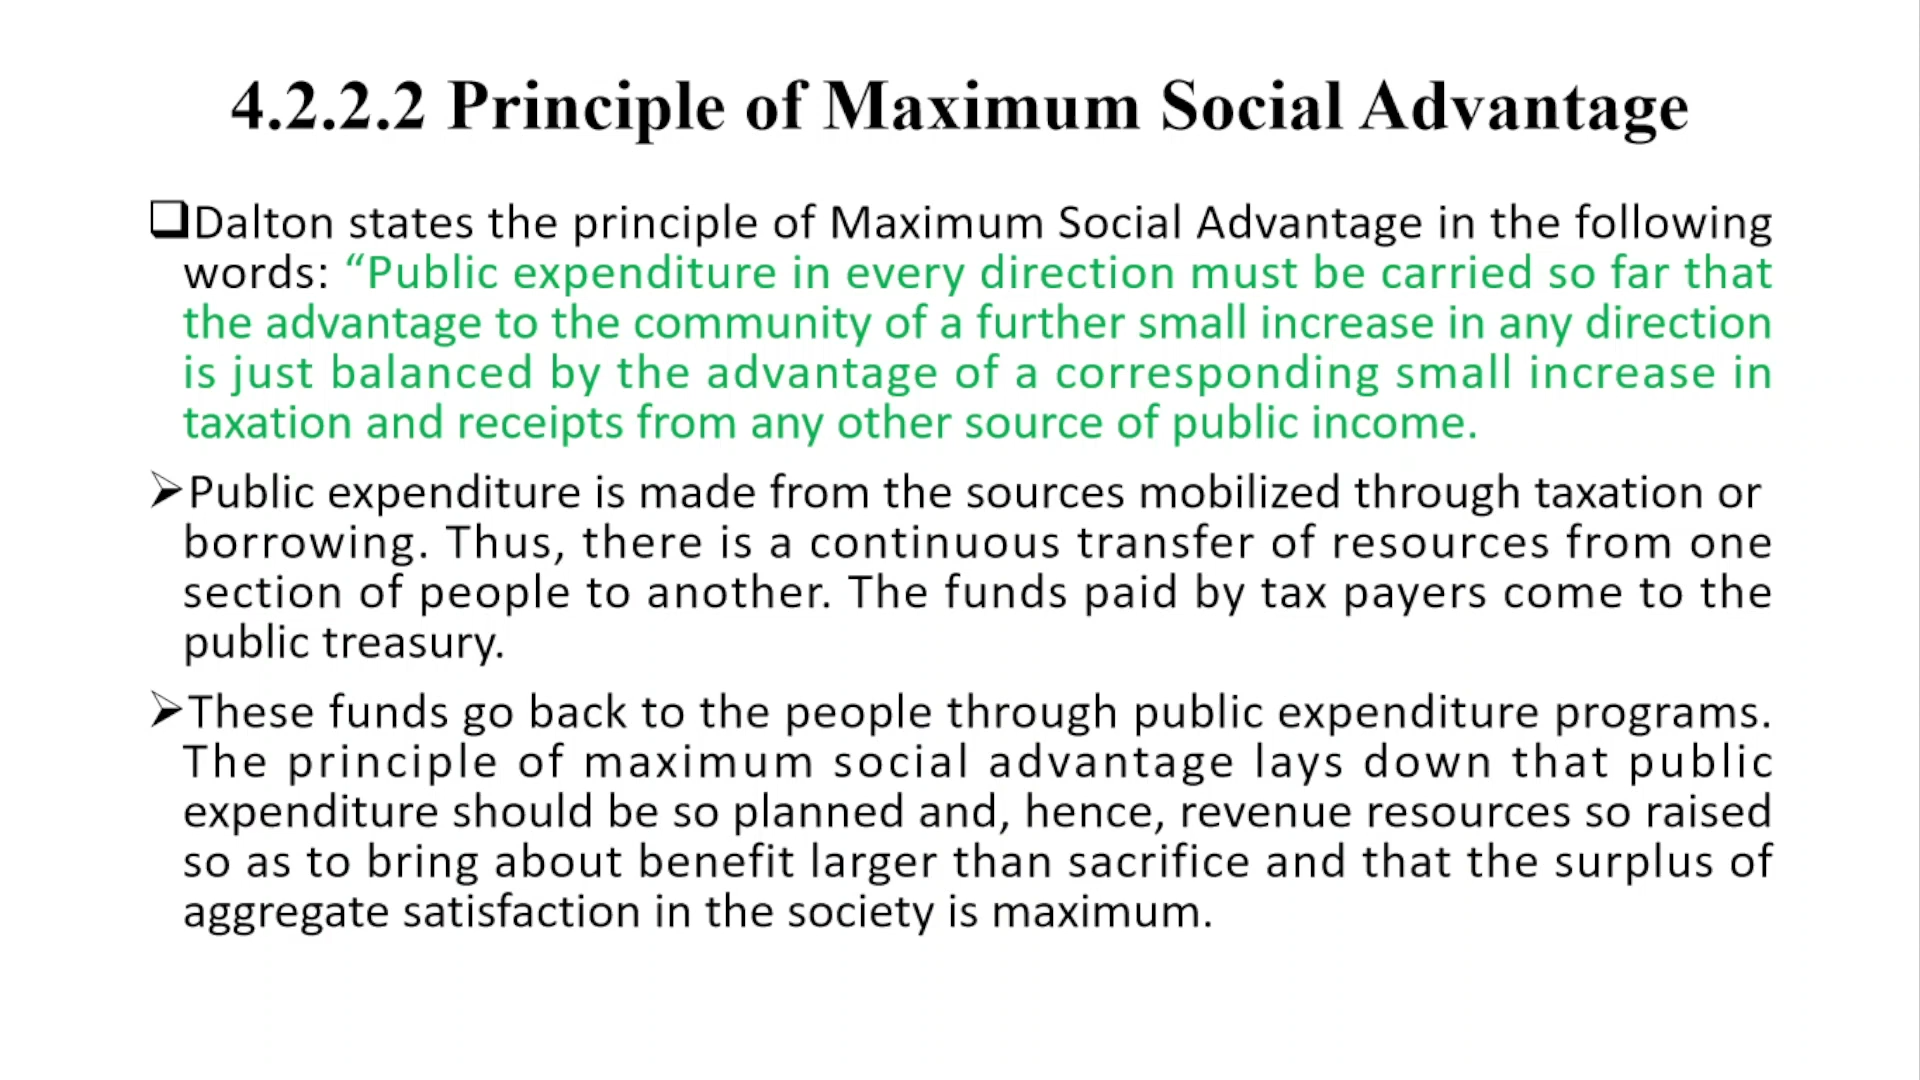 4.2.2.2 Principle of Maximum Social Advantage
❑Dalton states the principle of Maximum Social Advantage in the following
words: “Public expenditure in every direction must be carried so far that
the advantage to the community of a further small increase in any direction
is just balanced by the advantage of a corresponding small increase in
taxation and receipts from any other source of public income.
➢Public expenditure is made from the sources mobilized through taxation or
borrowing. Thus, there is a continuous transfer of resources from one
section of people to another. The funds paid by tax payers come to the
public treasury.
➢These funds go back to the people through public expenditure programs.
The principle of maximum social advantage lays down that public
expenditure should be so planned and, hence, revenue resources so raised
so as to bring about benefit larger than sacrifice and that the surplus of
aggregate satisfaction in the society is maximum.